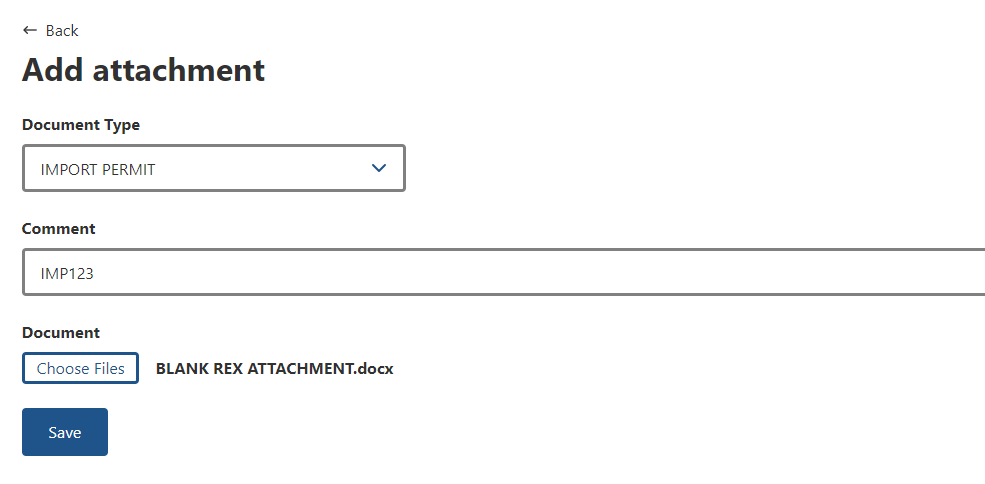 ← Back
Add attachment
Document Type
IMPORT PERMIT
Comment
IMP123
Document
Choose Files BLANK REX ATTACHMENT.docx
Save